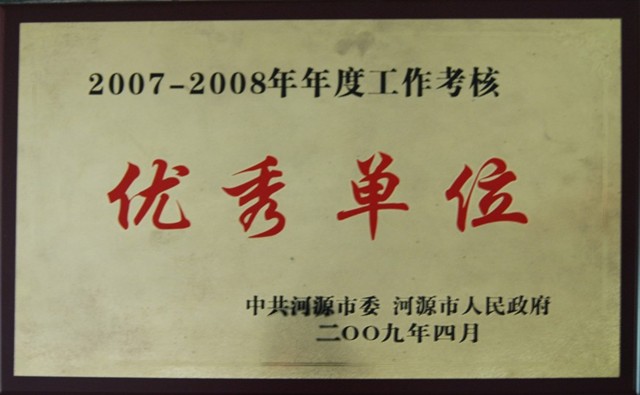 2007-2008年年度工作考核
优秀单位
中共河源市委 河源市人民政府
二〇〇九年四月